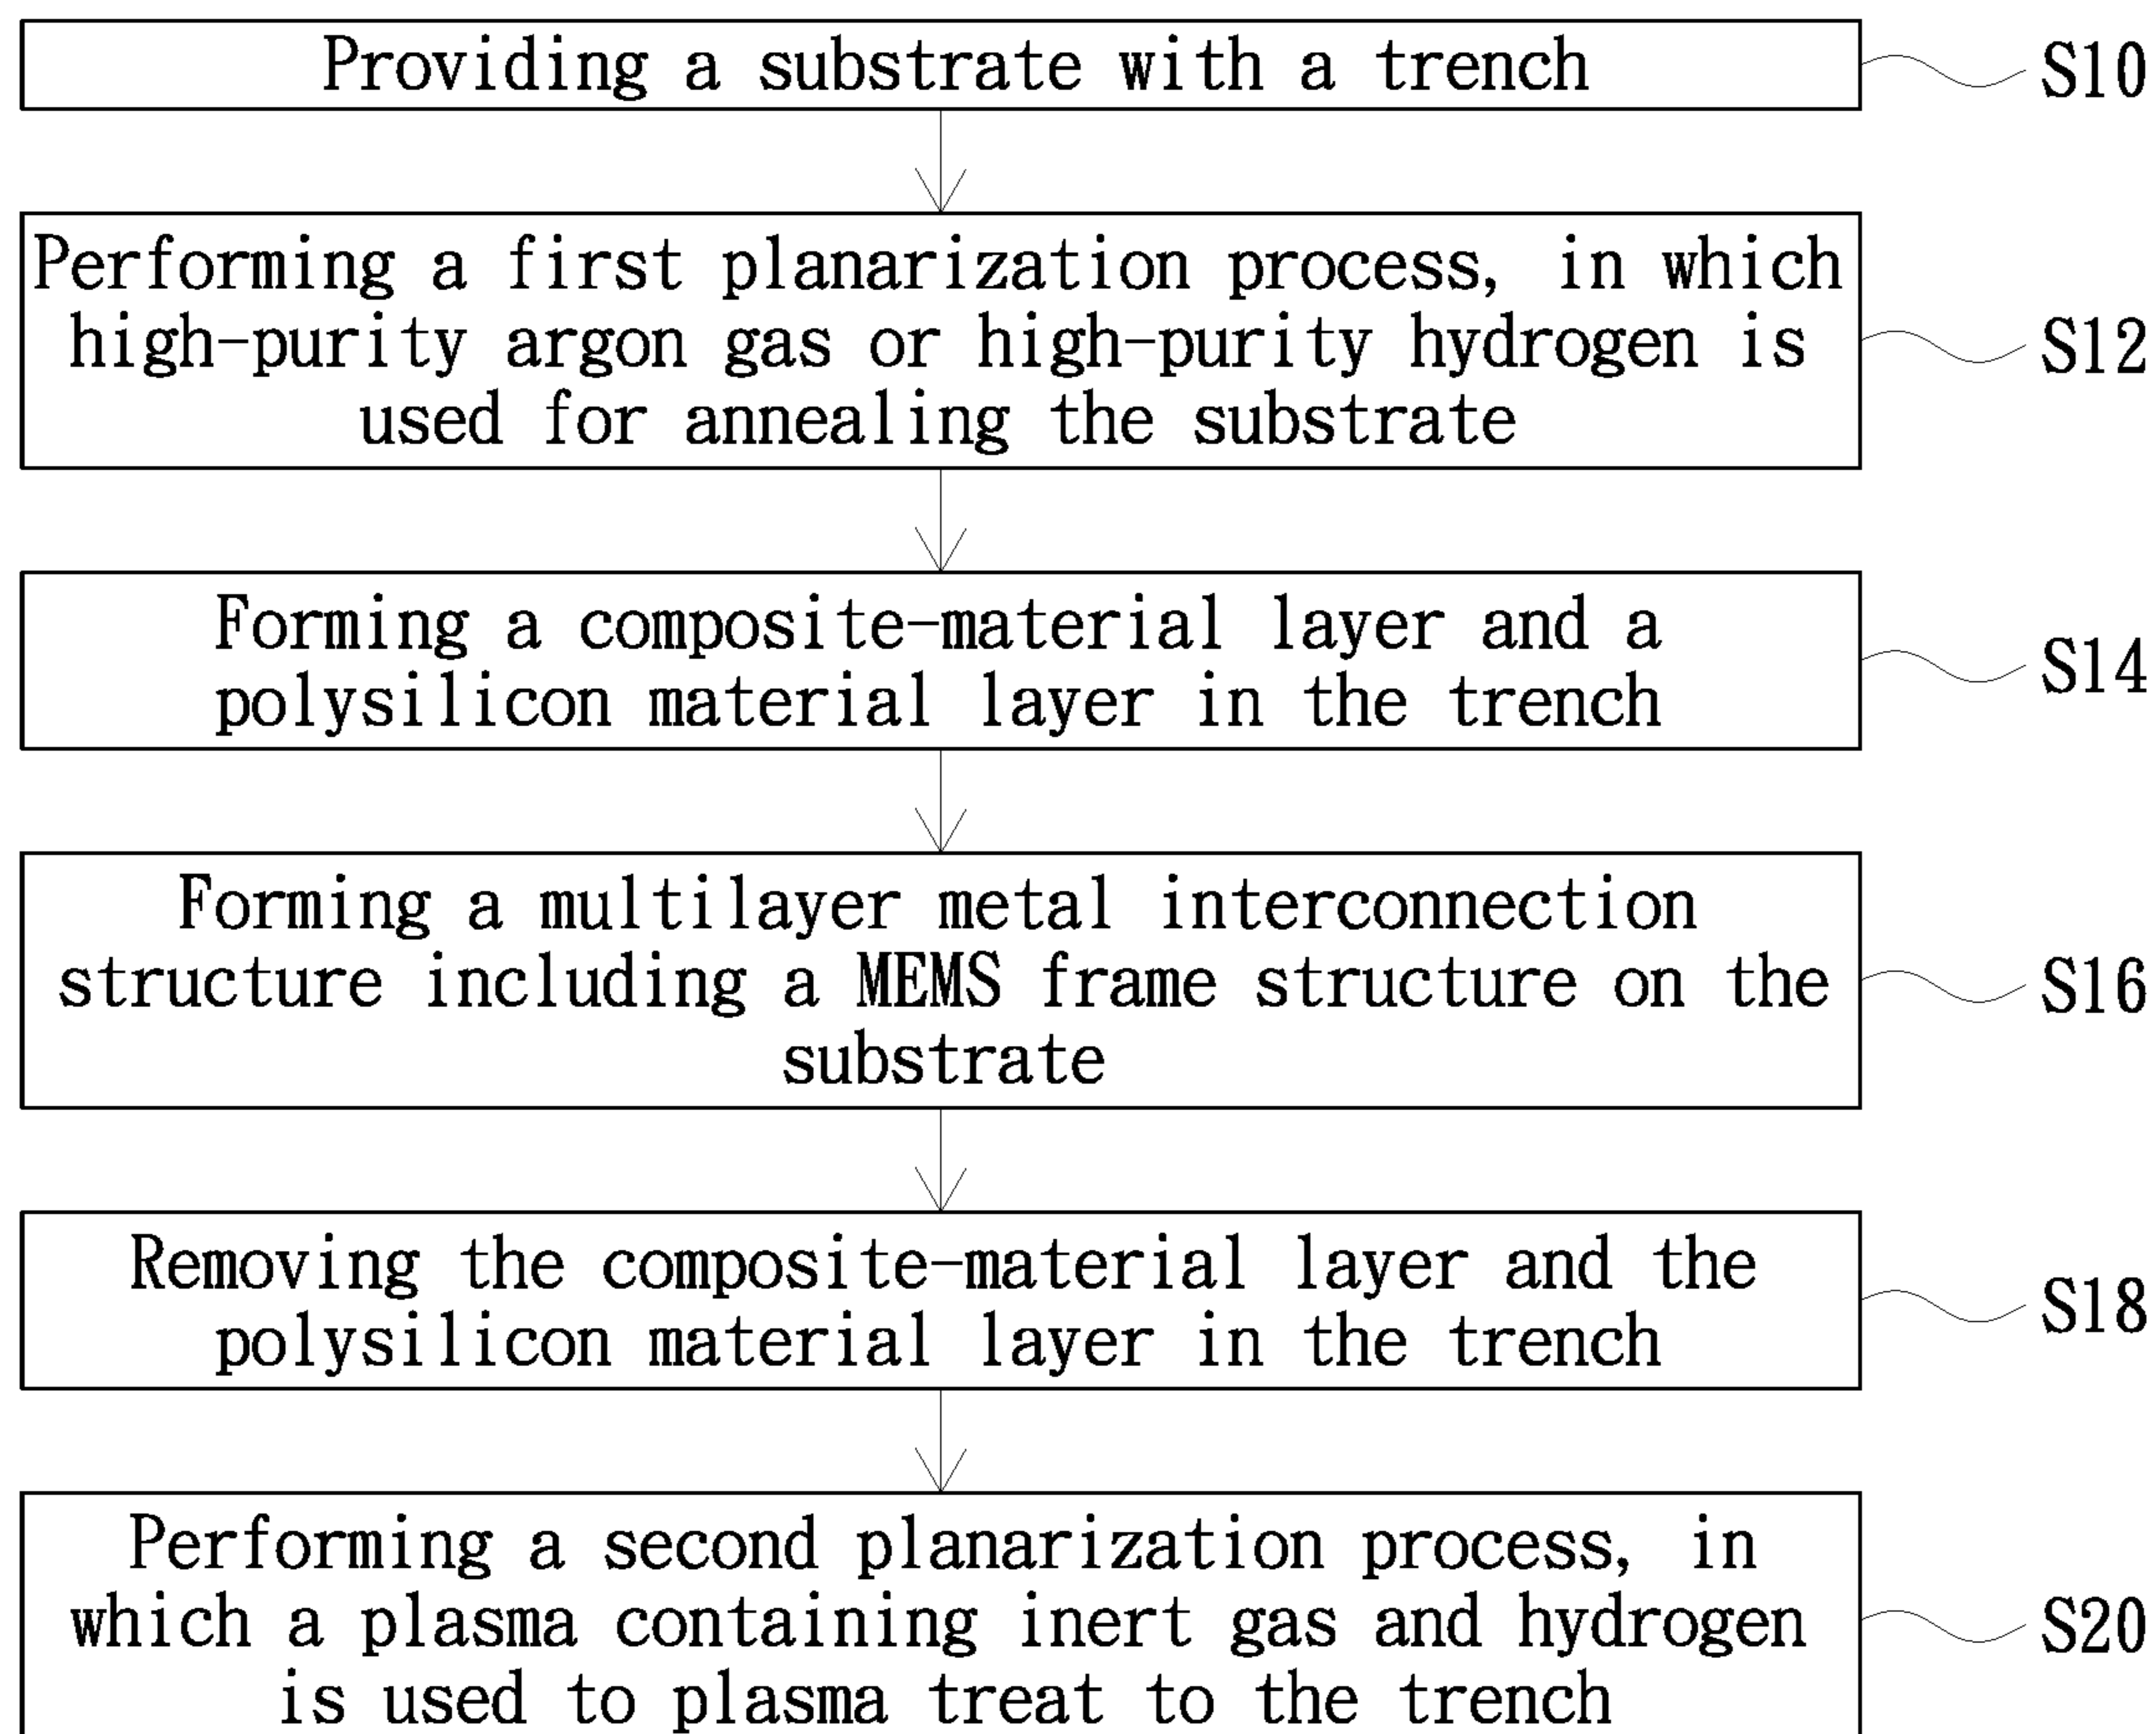 Providing a substrate with a trench
S10
Performing a first planarization process, in which
high-purity argon gas or high-purity hydrogen is
used for annealing the substrate
S12
Forming a composite-material layer and a
polysilicon material layer in the trench
S14
Forming a multilayer metal interconnection
structure including a MEMS frame structure on the
substrate
S16
Removing the composite-material layer and the
polysilicon material layer in the trench
S18
Performing a second planarization process, in
which a plasma containing inert gas and hydrogen
is used to plasma treat to the trench
S20